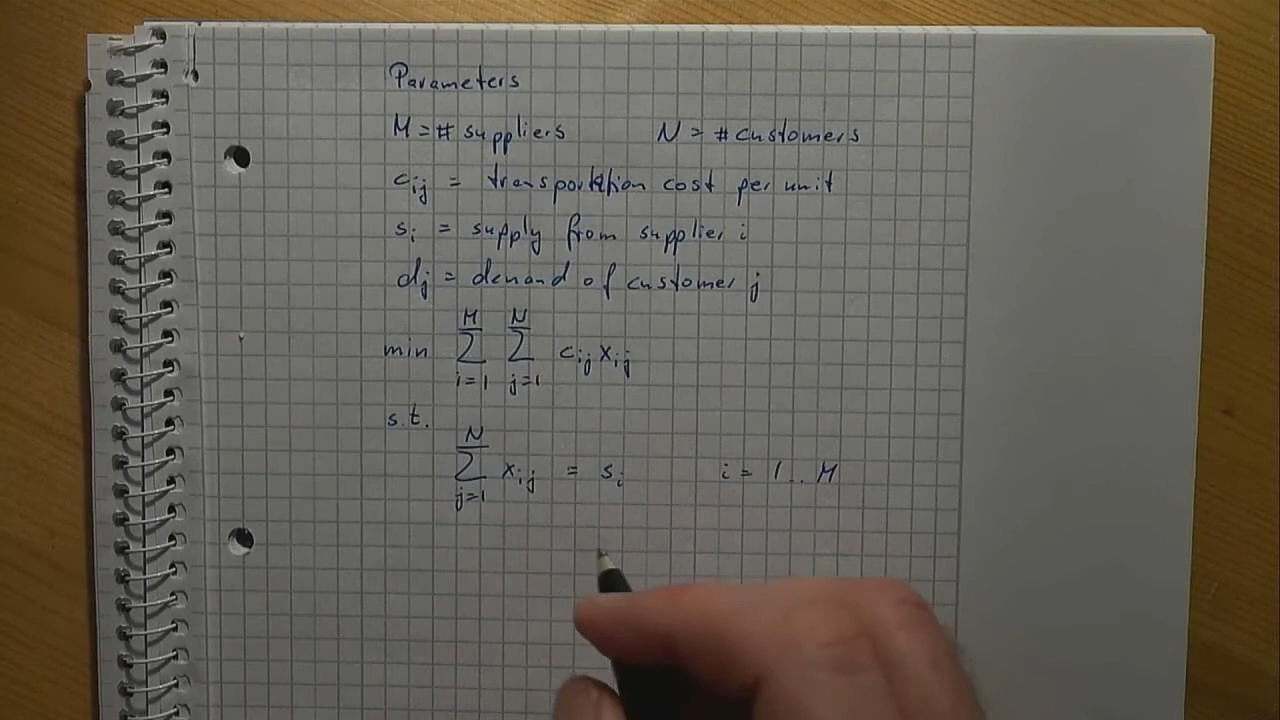 Parameters
M = # suppliers N = # customers
cij = transportation cost per unit
si = supply from supplier i
dj = demand of customer j
min M∑i=1 N∑j=1 cij xij
s.t.
N∑j=1 xij = si i = 1 .. M